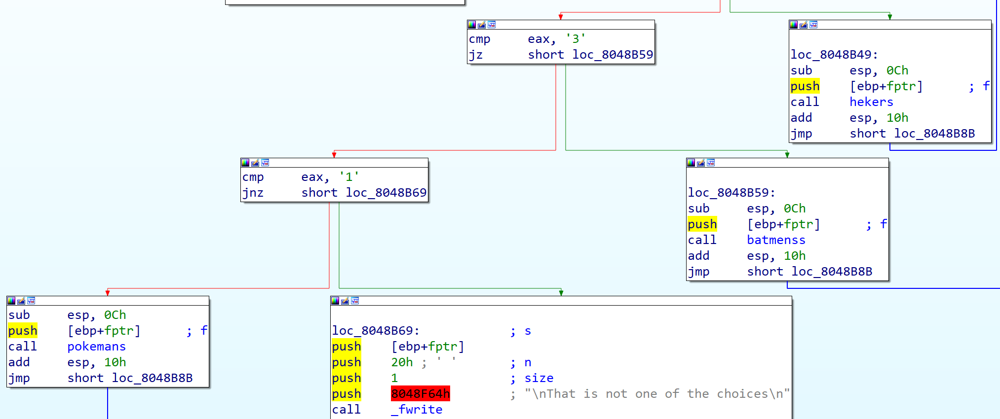 cmp eax, '3'
jz short loc_8048B59
loc_8048B49:
sub esp, 0Ch
push [ebp+fptr] ; f
call hekers
add esp, 10h
jmp short loc_8048B8B
cmp eax, '1'
jnz short loc_8048B69
loc_8048B59:
sub esp, 0Ch
push [ebp+fptr] ; f
call batmenss
add esp, 10h
jmp short loc_8048B8B
sub esp, 0Ch
push [ebp+fptr] ; f
call pokemans
add esp, 10h
jmp short loc_8048B8B
loc_8048B69: ; s
push [ebp+fptr]
push 20h ; ' ' ; n
push 1 ; size
push 8048F64h ; "\nThat is not one of the choices\n"
call _fwrite